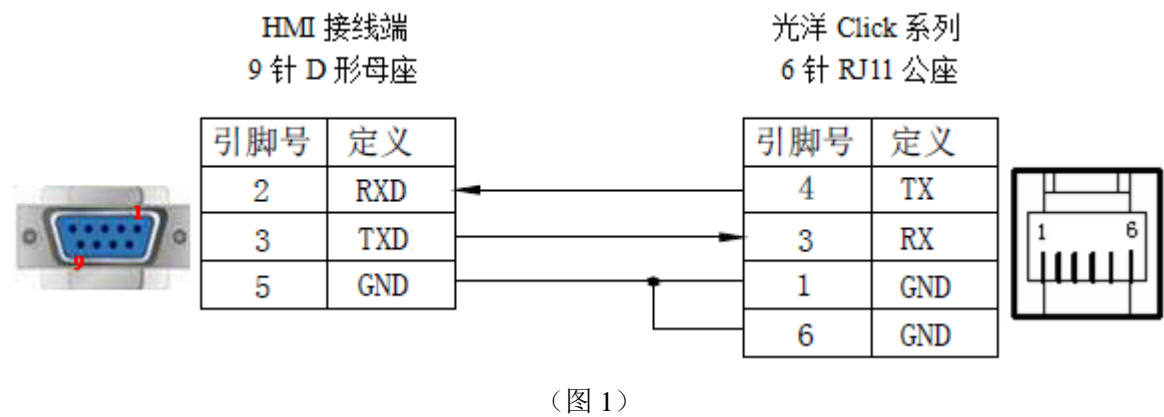 HMI 接线端
9 针 D 形母座
光洋 Click 系列
6 针 RJ11 公座
引脚号 定义
2 RXD
3 TXD
5 GND
引脚号 定义
4 TX
3 RX
1 GND
6 GND
1
9
1 6
（图 1）